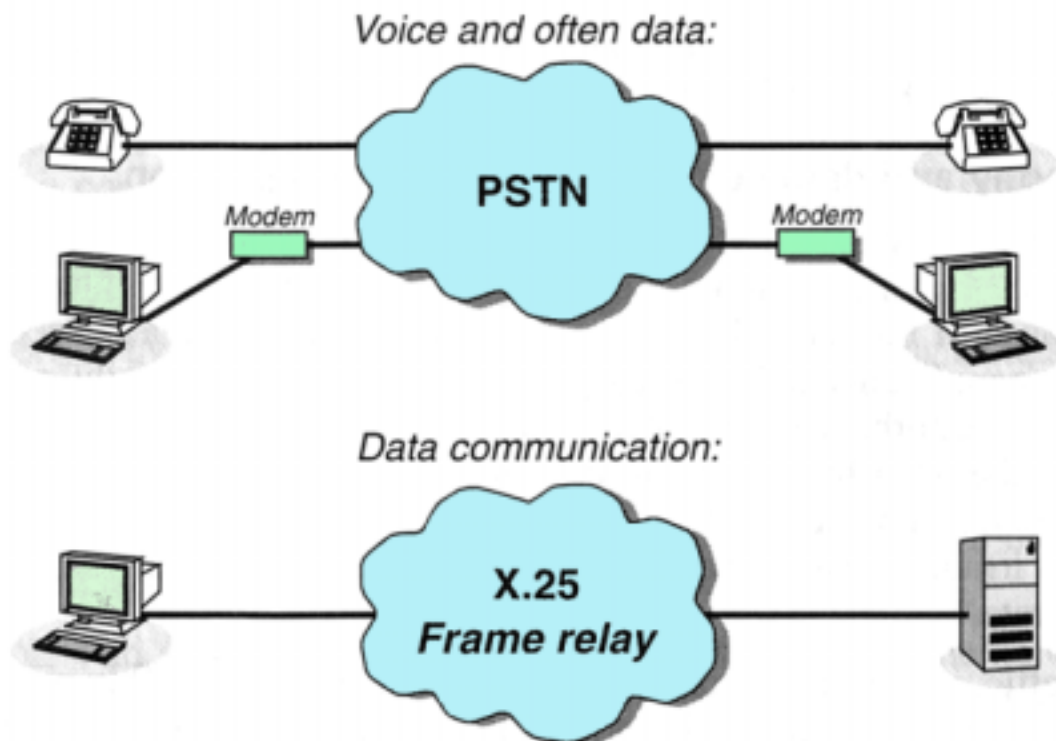 Voice and often data:
PSTN
Modem
Modem
Data communication:
X.25
Frame relay